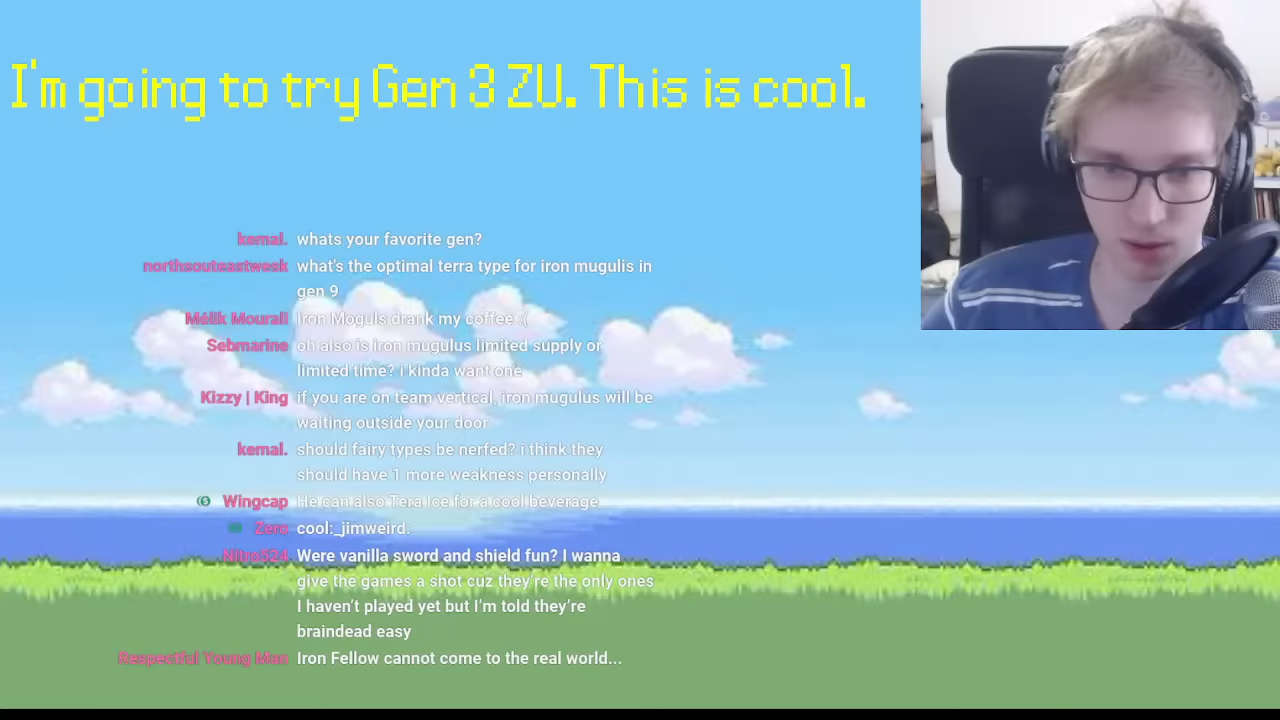 I'm going to try Gen 3 ZU. This is cool.
kemal. whats your favorite gen?
northsouteastwesk what's the optimal terra type for iron mugulis in
gen 9
Mélik Mourali Iron Moguls drank my coffee :(
Sebmarine oh also is iron mugulus limited supply or
limited time? i kinda want one
Kizzy | King if you are on team vertical, iron mugulus will be
waiting outside your door
kemal. should fairy types be nerfed? i think they
should have 1 more weakness personally
Wingcap He can also Tera Ice for a cool beverage
Zero cool:_jimweird:
Nitro524 Were vanilla sword and shield fun? I wanna
give the games a shot cuz they're the only ones
I haven't played yet but I'm told they're
braindead easy
Respectful Young Man Iron Fellow cannot come to the real world...